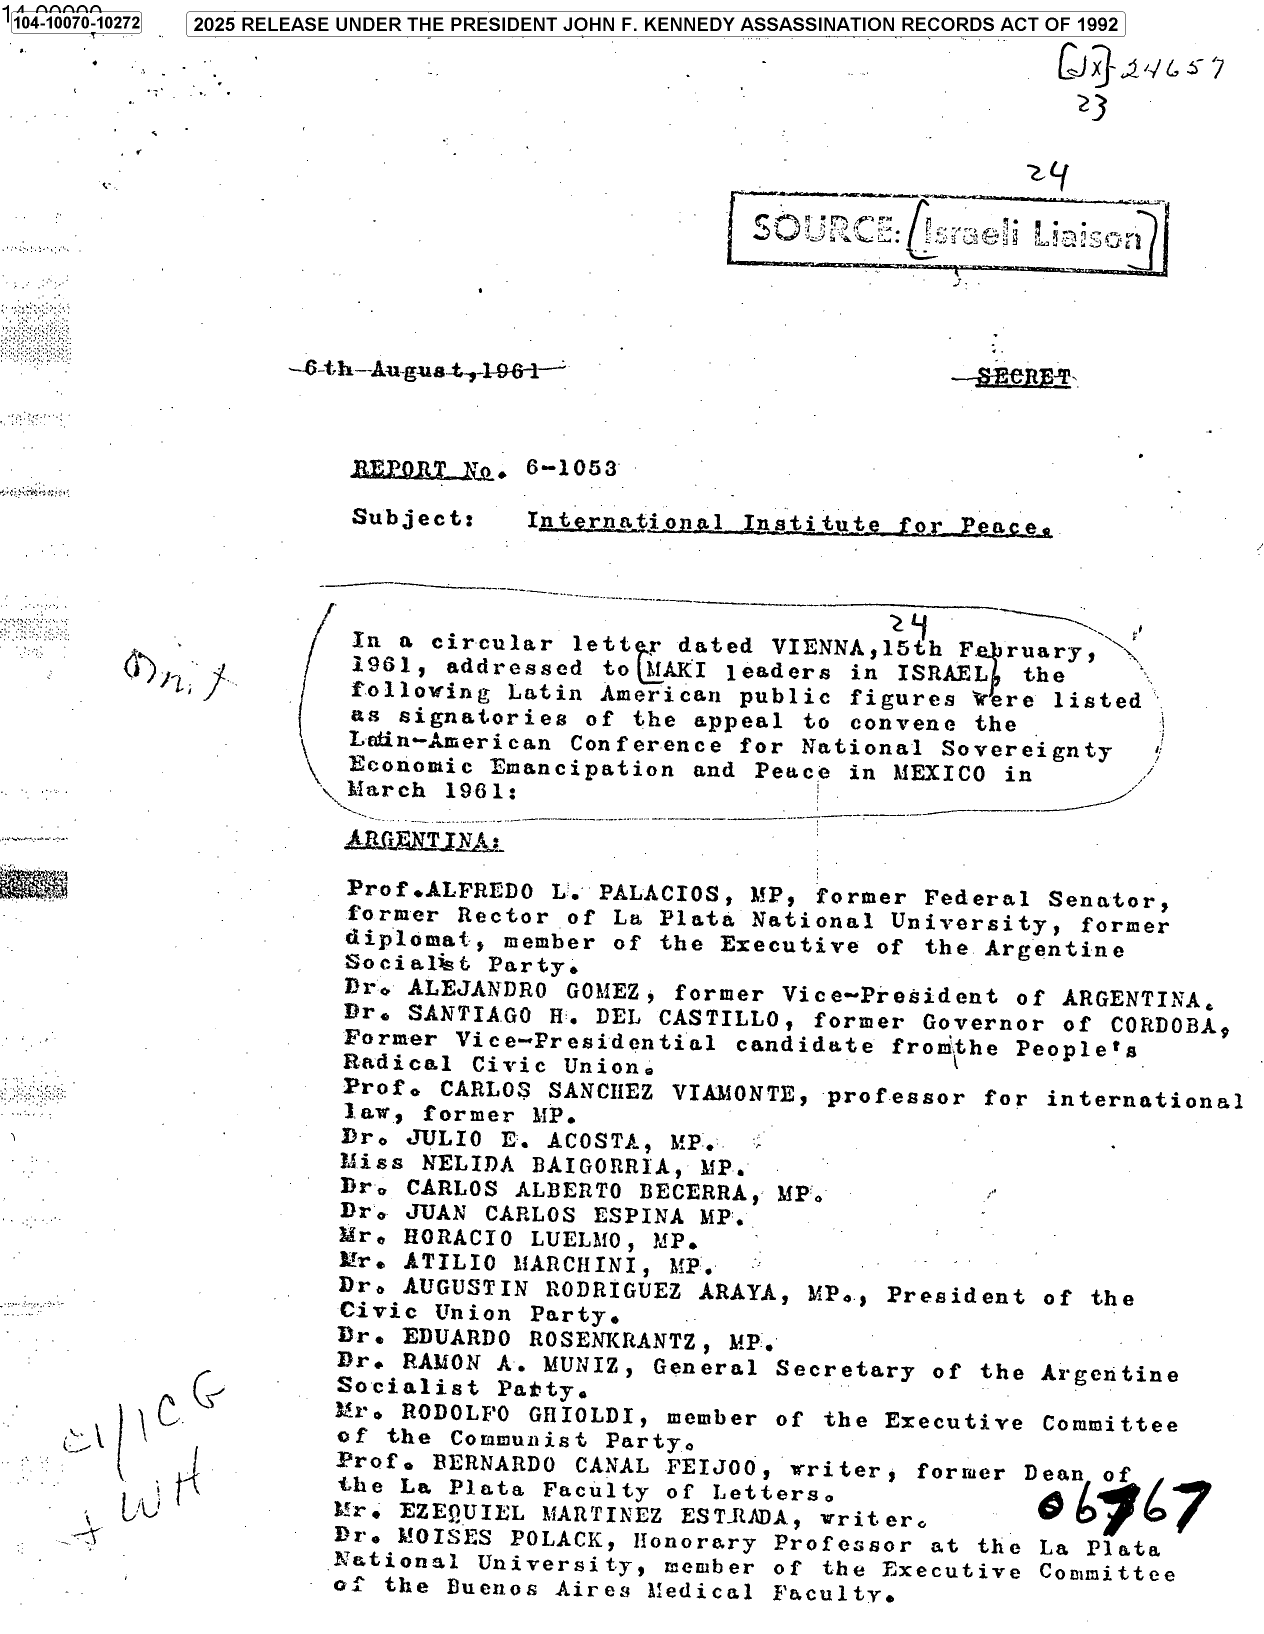 104-10070-10272
2025 RELEASE UNDER THE PRESIDENT JOHN F. KENNEDY ASSASSINATION RECORDS ACT OF 1992
24657
23
24
SOURCE: [Israeli Liaison]
6th August,1961
SECRET
REPORT No. 6-1053
Subject: International Institute for Peace.
24
In a circular letter dated VIENNA,15th February,
1961, addressed to [MAKI leaders in ISRAEL], the
following Latin American public figures were listed
as signatories of the appeal to convene the
Latin-American Conference for National Sovereignty
Economic Emancipation and Peace in MEXICO in
March 1961:
Omit
ARGENTINA:
Prof.ALFREDO L. PALACIOS, MP, former Federal Senator,
former Rector of La Plata National University, former
diplomat, member of the Executive of the Argentine
Socialist Party.
Dr. ALEJANDRO GOMEZ, former Vice-President of ARGENTINA.
Dr. SANTIAGO H. DEL CASTILLO, former Governor of CORDOBA,
Former Vice-Presidential candidate from the People's
Radical Civic Union.
Prof. CARLOS SANCHEZ VIAMONTE, professor for international
law, former MP.
Dr. JULIO E. ACOSTA, MP.
Miss NELIDA BAIGORRIA, MP.
Dr. CARLOS ALBERTO BECERRA, MP.
Dr. JUAN CARLOS ESPINA MP.
Mr. HORACIO LUELMO, MP.
Mr. ATILIO MARCHINI, MP.
Dr. AUGUSTIN RODRIGUEZ ARAYA, MP., President of the
Civic Union Party.
Dr. EDUARDO ROSENKRANTZ, MP.
Dr. RAMON A. MUNIZ, General Secretary of the Argentine
Socialist Patty.
Mr. RODOLFO GHIOLDI, member of the Executive Committee
of the Communist Party.
Prof. BERNARDO CANAL FEIJOO, writer, former Dean of
the La Plata Faculty of Letters.
Mr. EZEQUIEL MARTINEZ ESTRADA, writer.
Dr. MOISES POLACK, Honorary Professor at the La Plata
National University, member of the Executive Committee
of the Buenos Aires Medical Faculty.
CI/ICG
+ WH
06767